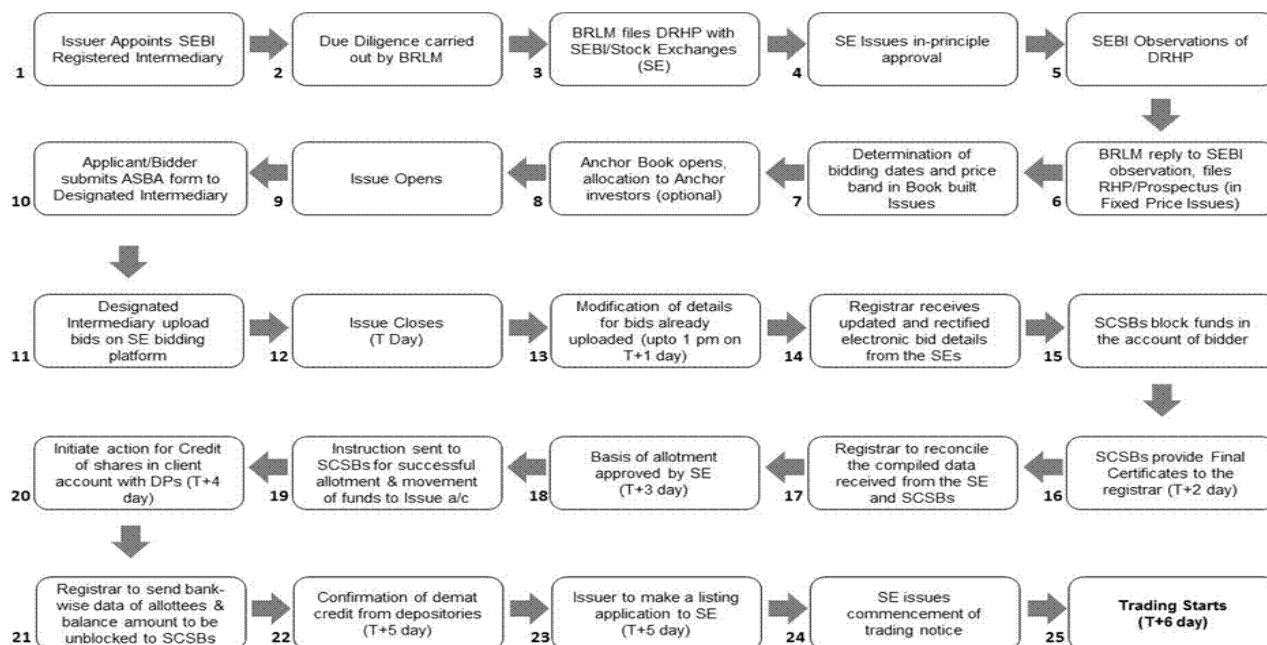 Issuer Appoints SEBI
Registered Intermediary
1
Due Diligence carried
out by BRLM
2
BRLM files DRHP with
SEBI/Stock Exchanges
(SE)
3
SE Issues in-principle
approval
4
SEBI Observations of
DRHP
5
BRLM reply to SEBI
observation, files
RHP/Prospectus (in
Fixed Price Issues)
6
Determination of
bidding dates and price
band in Book built
Issues
7
Anchor Book opens,
allocation to Anchor
investors (optional)
8
Issue Opens
9
Applicant/Bidder
submits ASBA form to
Designated Intermediary
10
Designated
Intermediary upload
bids on SE bidding
platform
11
Issue Closes
(T Day)
12
Modification of details
for bids already
uploaded (upto 1 pm on
T+1 day)
13
Registrar receives
updated and rectified
electronic bid details
from the SEs
14
SCSBs block funds in
the account of bidder
15
SCSBs provide Final
Certificates to the
registrar (T+2 day)
16
Registrar to reconcile
the compiled data
received from the SE
and SCSBs
17
Basis of allotment
approved by SE
(T+3 day)
18
Instruction sent to
SCSBs for successful
allotment & movement
of funds to Issue a/c
19
Initiate action for Credit
of shares in client
account with DPs (T+4
day)
20
Registrar to send bank-
wise data of allottees &
balance amount to be
unblocked to SCSBs
21
Confirmation of demat
credit from depositories
(T+5 day)
22
Issuer to make a listing
application to SE
(T+5 day)
23
SE issues
commencement of
trading notice
24
Trading Starts
(T+6 day)
25